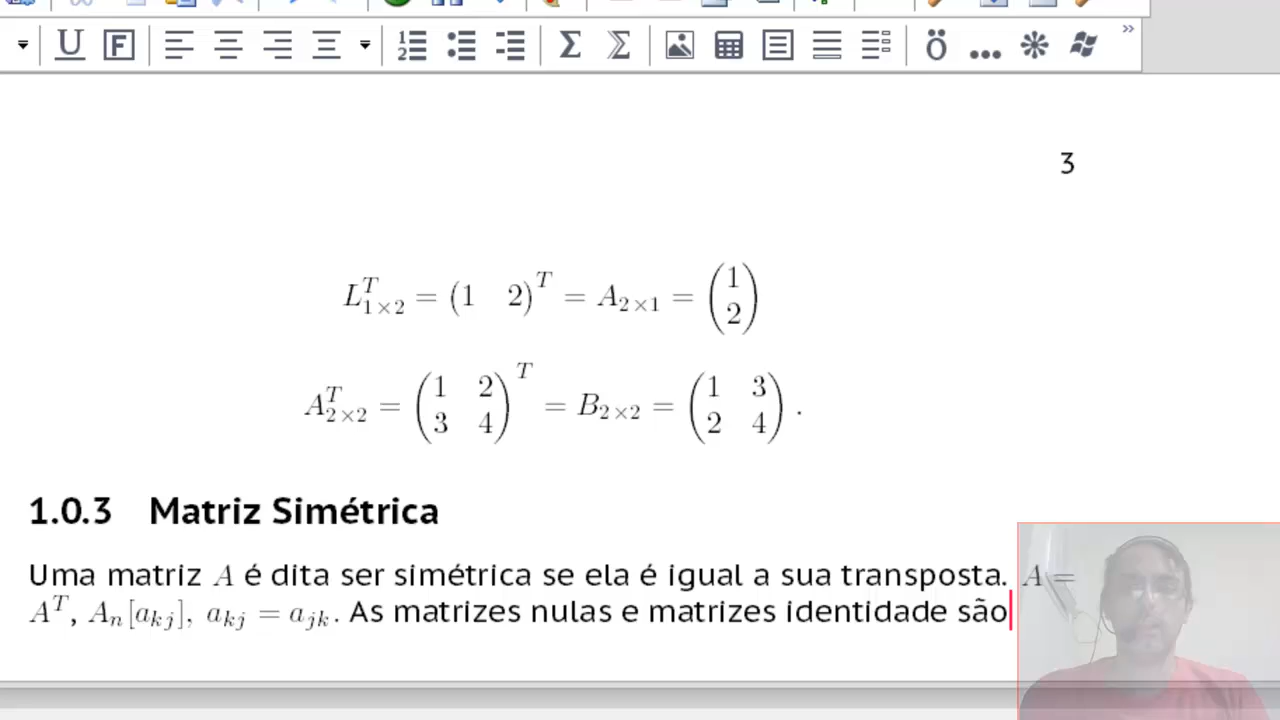 3
L^T_{1×2} = (1 2)^T = A_{2×1} = (1 2)
A^T_{2×2} = (1 2 3 4)^T = B_{2×2} = (1 3 2 4) .
1.0.3 Matriz Simétrica
Uma matriz A é dita ser simétrica se ela é igual a sua transposta. A =
A^T, A_n[a_{kj}], a_{kj} = a_{jk}. As matrizes nulas e matrizes identidade são